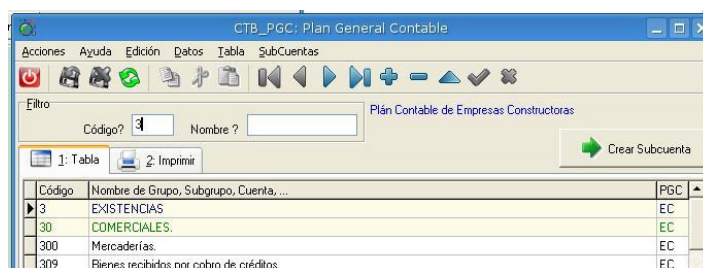 CTB_PGC: Plan General Contable
Acciones Ayuda Edición Datos Tabla SubCuentas
Filtro
Código? 3 Nombre ?
Plán Contable de Empresas Constructoras
Crear Subcuenta
1: Tabla 2: Imprimir
Código Nombre de Grupo, Subgrupo, Cuenta, ... PGC
3 EXISTENCIAS EC
30 COMERCIALES. EC
300 Mercaderías. EC
309 Bienes recibidos por cobro de créditos. EC